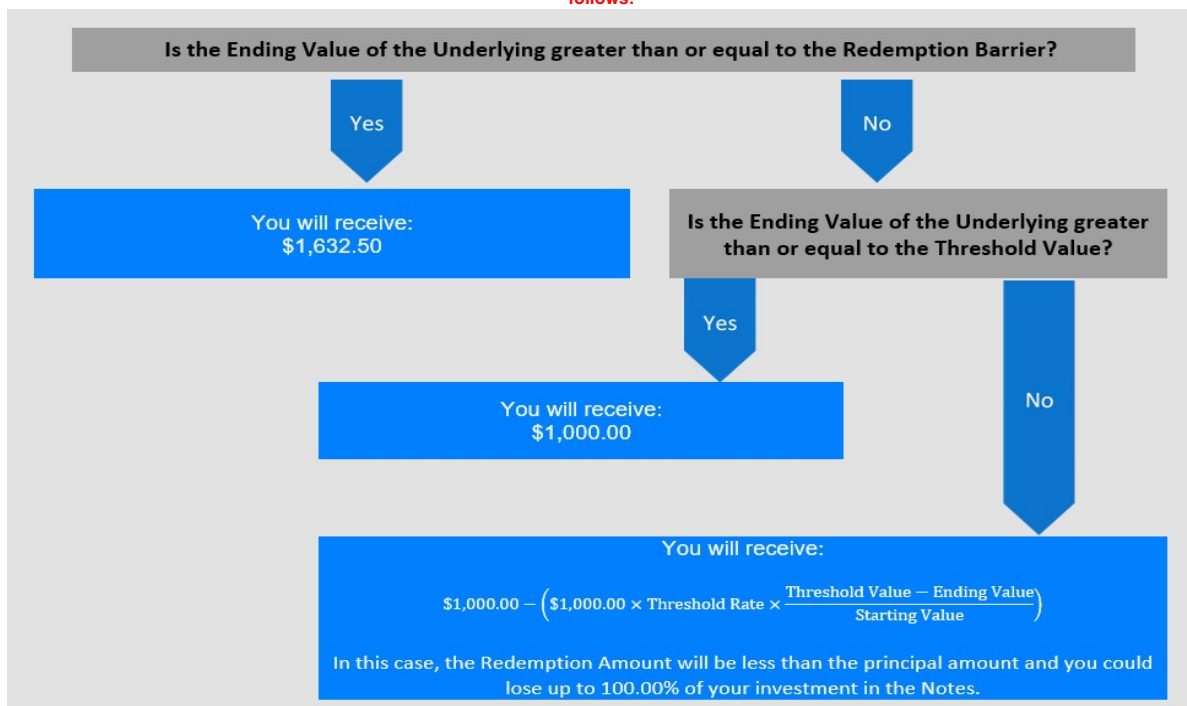 follows:
Is the Ending Value of the Underlying greater than or equal to the Redemption Barrier?
Yes
No
You will receive:
$1,632.50
Is the Ending Value of the Underlying greater
than or equal to the Threshold Value?
Yes
No
You will receive:
$1,000.00
You will receive:
$1,000.00 − ($1,000.00 × Threshold Rate × (Threshold Value − Ending Value) / Starting Value)
In this case, the Redemption Amount will be less than the principal amount and you could
lose up to 100.00% of your investment in the Notes.